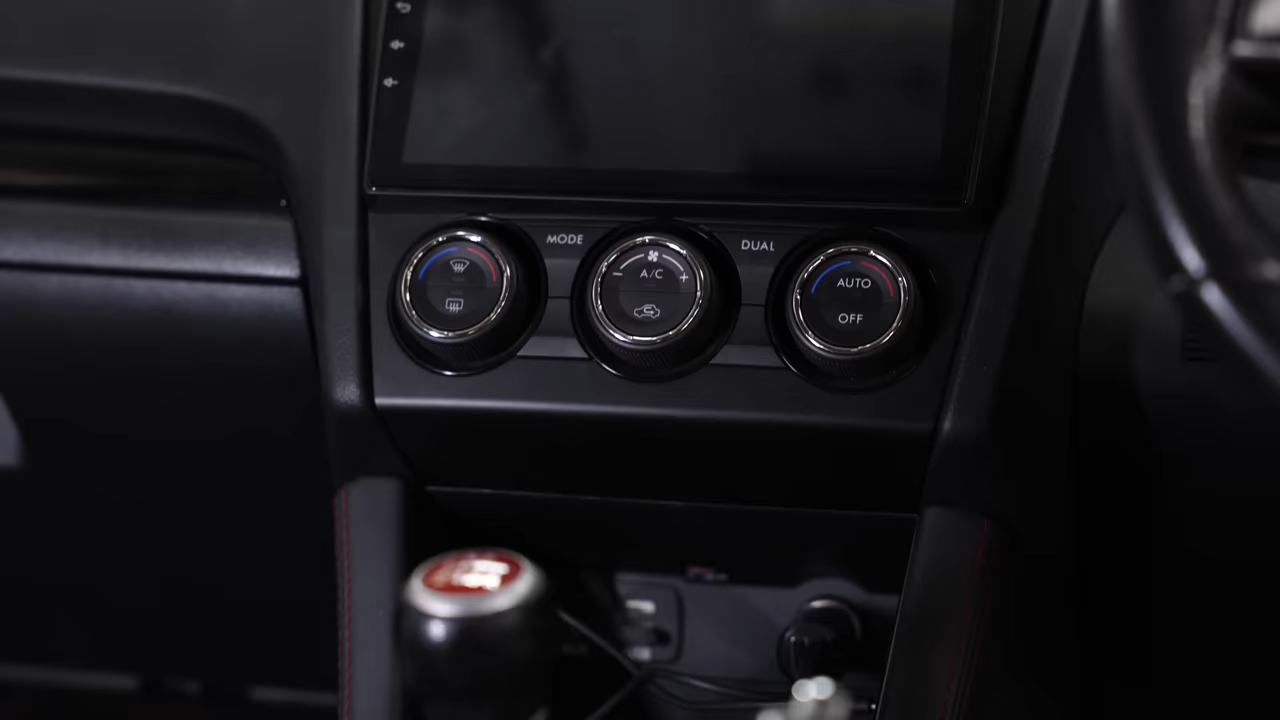 MODE
DUAL
A/C
- +
AUTO
OFF